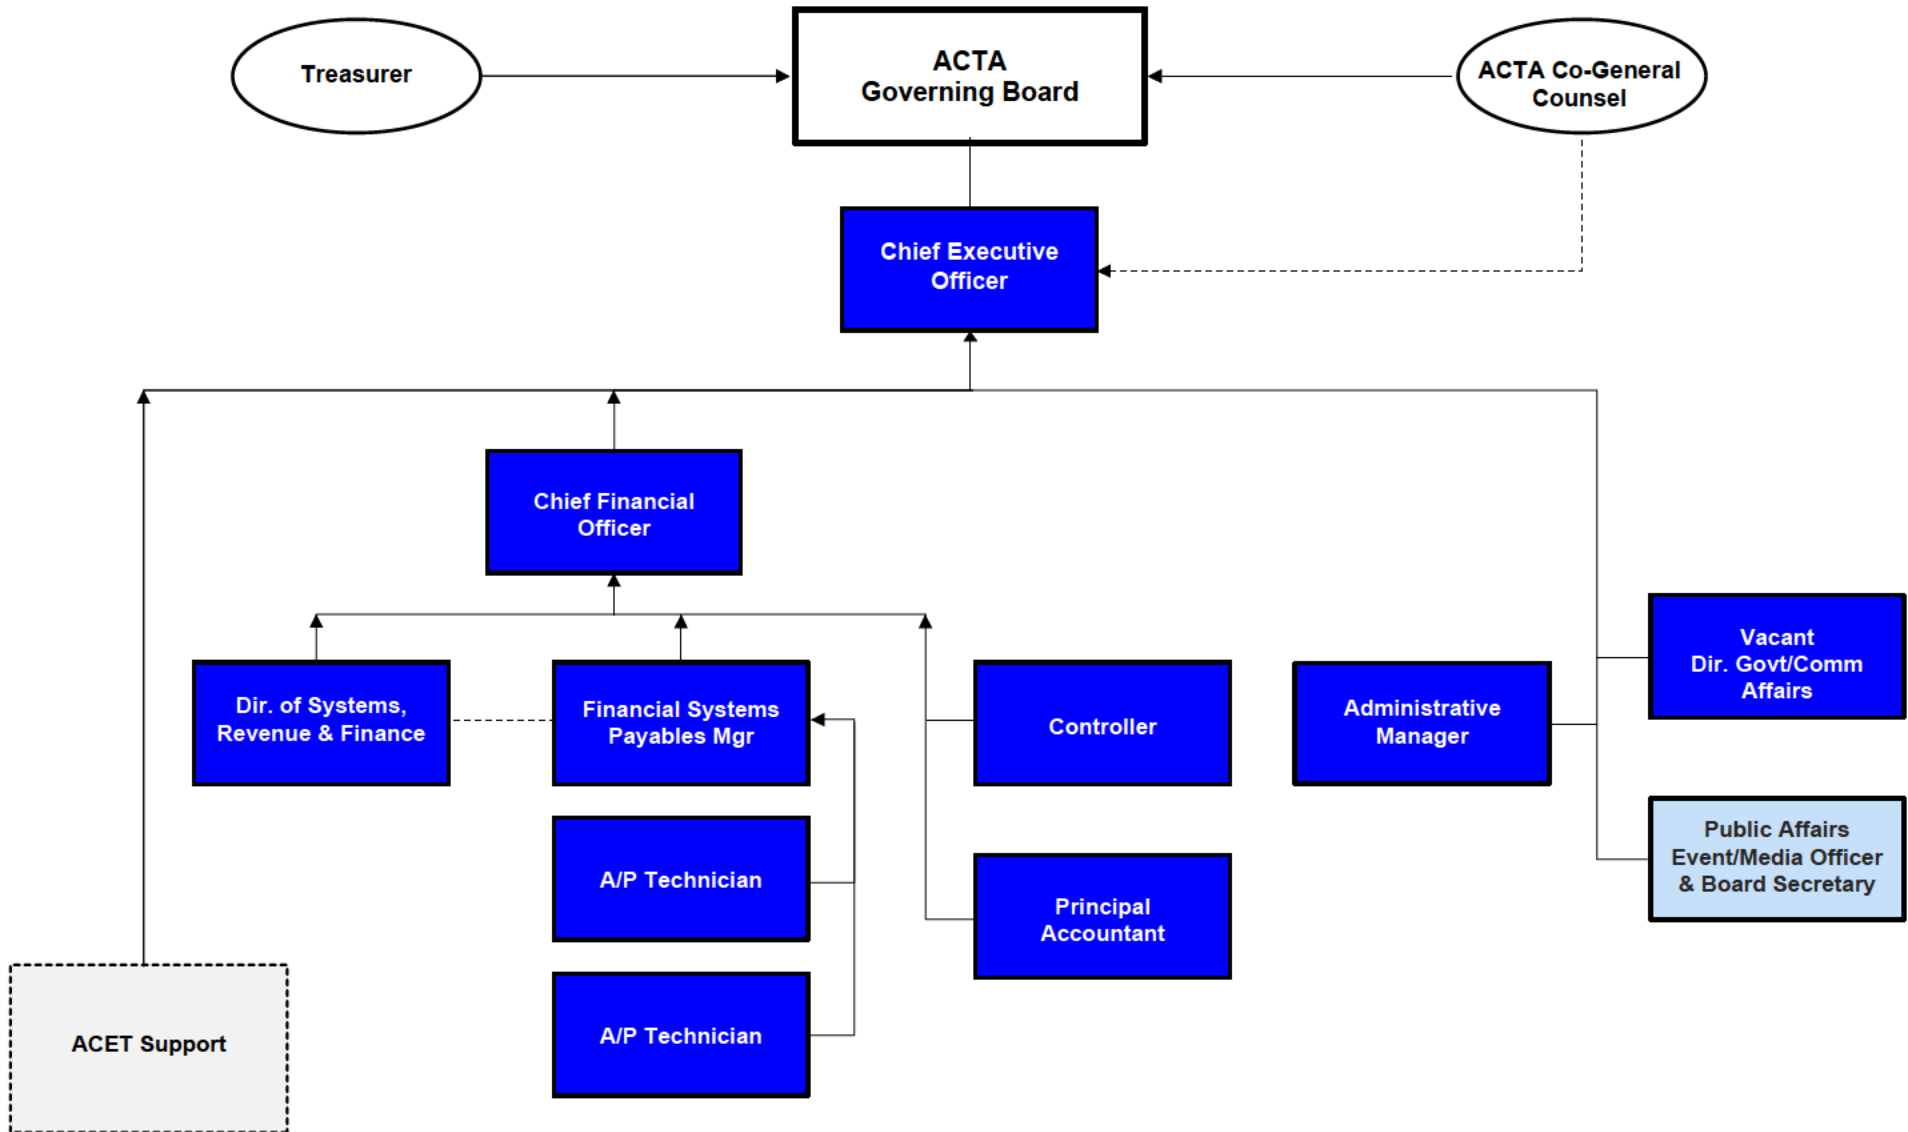 Treasurer
ACTA
Governing Board
ACTA Co-General
Counsel
Chief Executive
Officer
Chief Financial
Officer
Dir. of Systems,
Revenue & Finance
Financial Systems
Payables Mgr
Controller
Administrative
Manager
Vacant
Dir. Govt/Comm
Affairs
A/P Technician
Principal
Accountant
Public Affairs
Event/Media Officer
& Board Secretary
ACET Support
A/P Technician